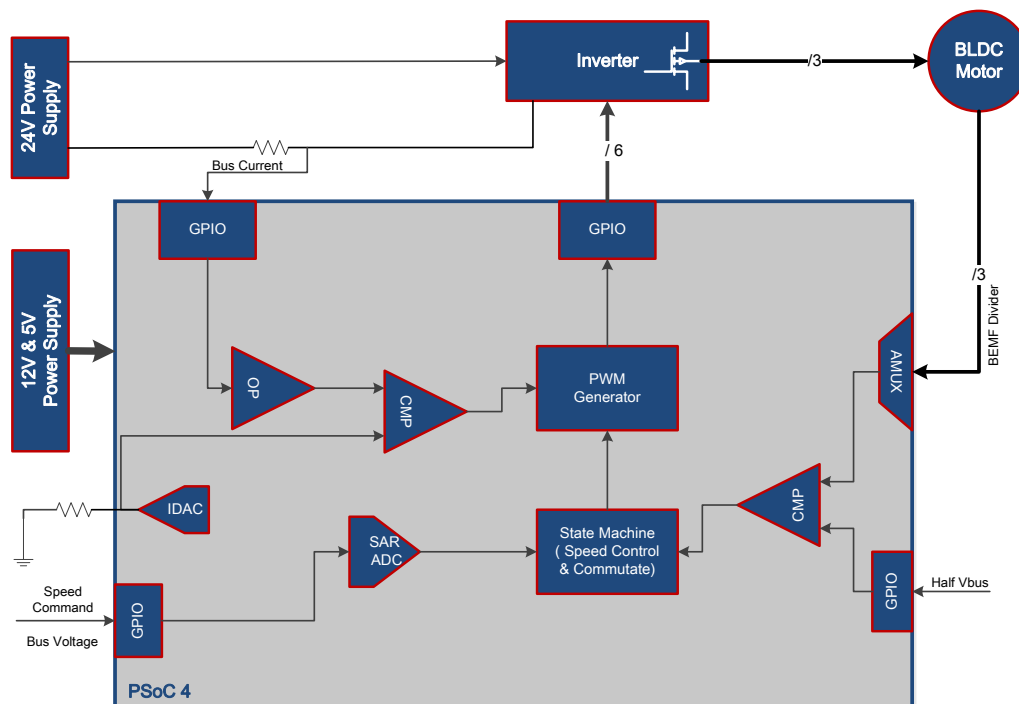 24V Power
Supply
Inverter
/3
BLDC
Motor
Bus Current
/ 6
GPIO
GPIO
/3
BEMF Divider
12V & 5V
Power Supply
OP
CMP
PWM
Generator
AMUX
IDAC
SAR
ADC
State Machine
( Speed Control
& Commutate)
CMP
Speed
Command
Bus Voltage
GPIO
GPIO
Half Vbus
PSoC 4